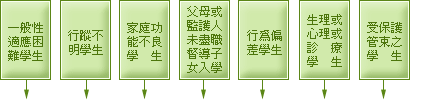 一般性
適應困
難學生
行蹤不
明學生
家庭功
能不良
學生
父母或
監護人
未盡職
督導子
女入學
行為偏
差學生
生理或
心理或
診療
學生
受保護
管束之
學生